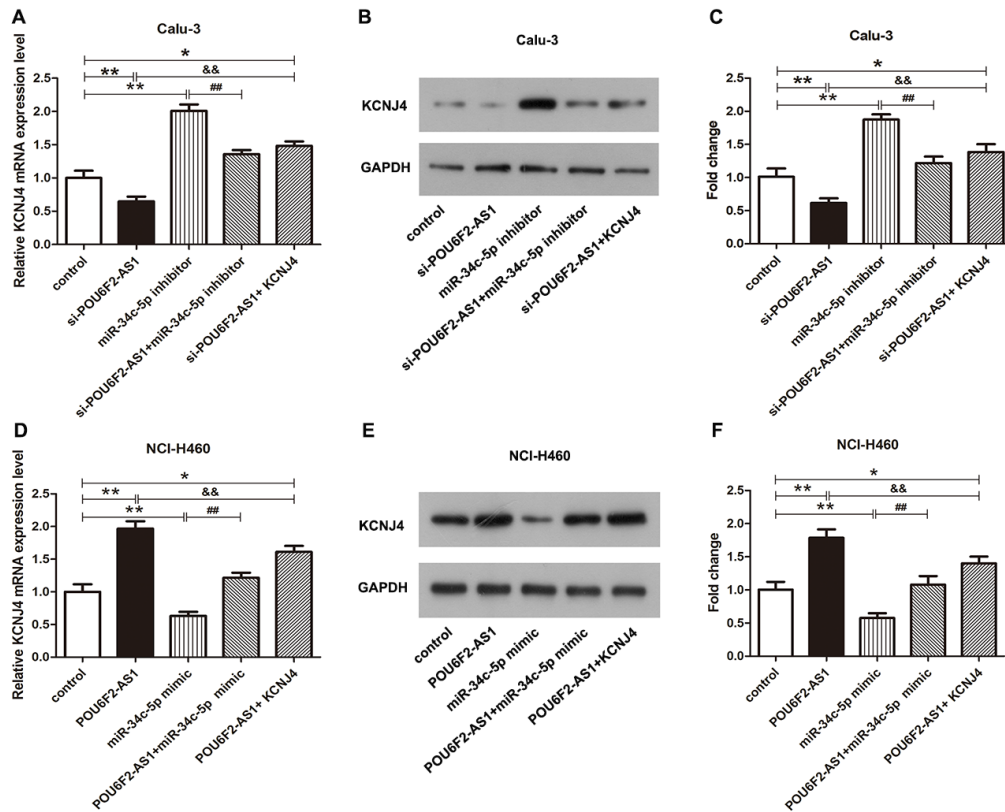 A
Calu-3
*
**
&&
**
##
Relative KCNJ4 mRNA expression level
2.5
2.0
1.5
1.0
0.5
0.0
control
si-POU6F2-AS1
miR-34c-5p inhibitor
si-POU6F2-AS1+miR-34c-5p inhibitor
si-POU6F2-AS1+ KCNJ4
B
Calu-3
KCNJ4
GAPDH
control
si-POU6F2-AS1
miR-34c-5p inhibitor
si-POU6F2-AS1+miR-34c-5p inhibitor
si-POU6F2-AS1+KCNJ4
C
Calu-3
*
**
&&
**
##
Fold change
2.5
2.0
1.5
1.0
0.5
0.0
control
si-POU6F2-AS1
miR-34c-5p inhibitor
si-POU6F2-AS1+miR-34c-5p inhibitor
si-POU6F2-AS1+ KCNJ4
D
NCI-H460
*
**
&&
**
##
Relative KCNJ4 mRNA expression level
2.5
2.0
1.5
1.0
0.5
0.0
control
POU6F2-AS1
miR-34c-5p mimic
POU6F2-AS1+miR-34c-5p mimic
POU6F2-AS1+ KCNJ4
E
NCI-H460
KCNJ4
GAPDH
control
POU6F2-AS1
miR-34c-5p mimic
POU6F2-AS1+miR-34c-5p mimic
POU6F2-AS1+KCNJ4
F
NCI-H460
*
**
&&
**
##
Fold change
2.5
2.0
1.5
1.0
0.5
0.0
control
POU6F2-AS1
miR-34c-5p mimic
POU6F2-AS1+miR-34c-5p mimic
POU6F2-AS1+ KCNJ4